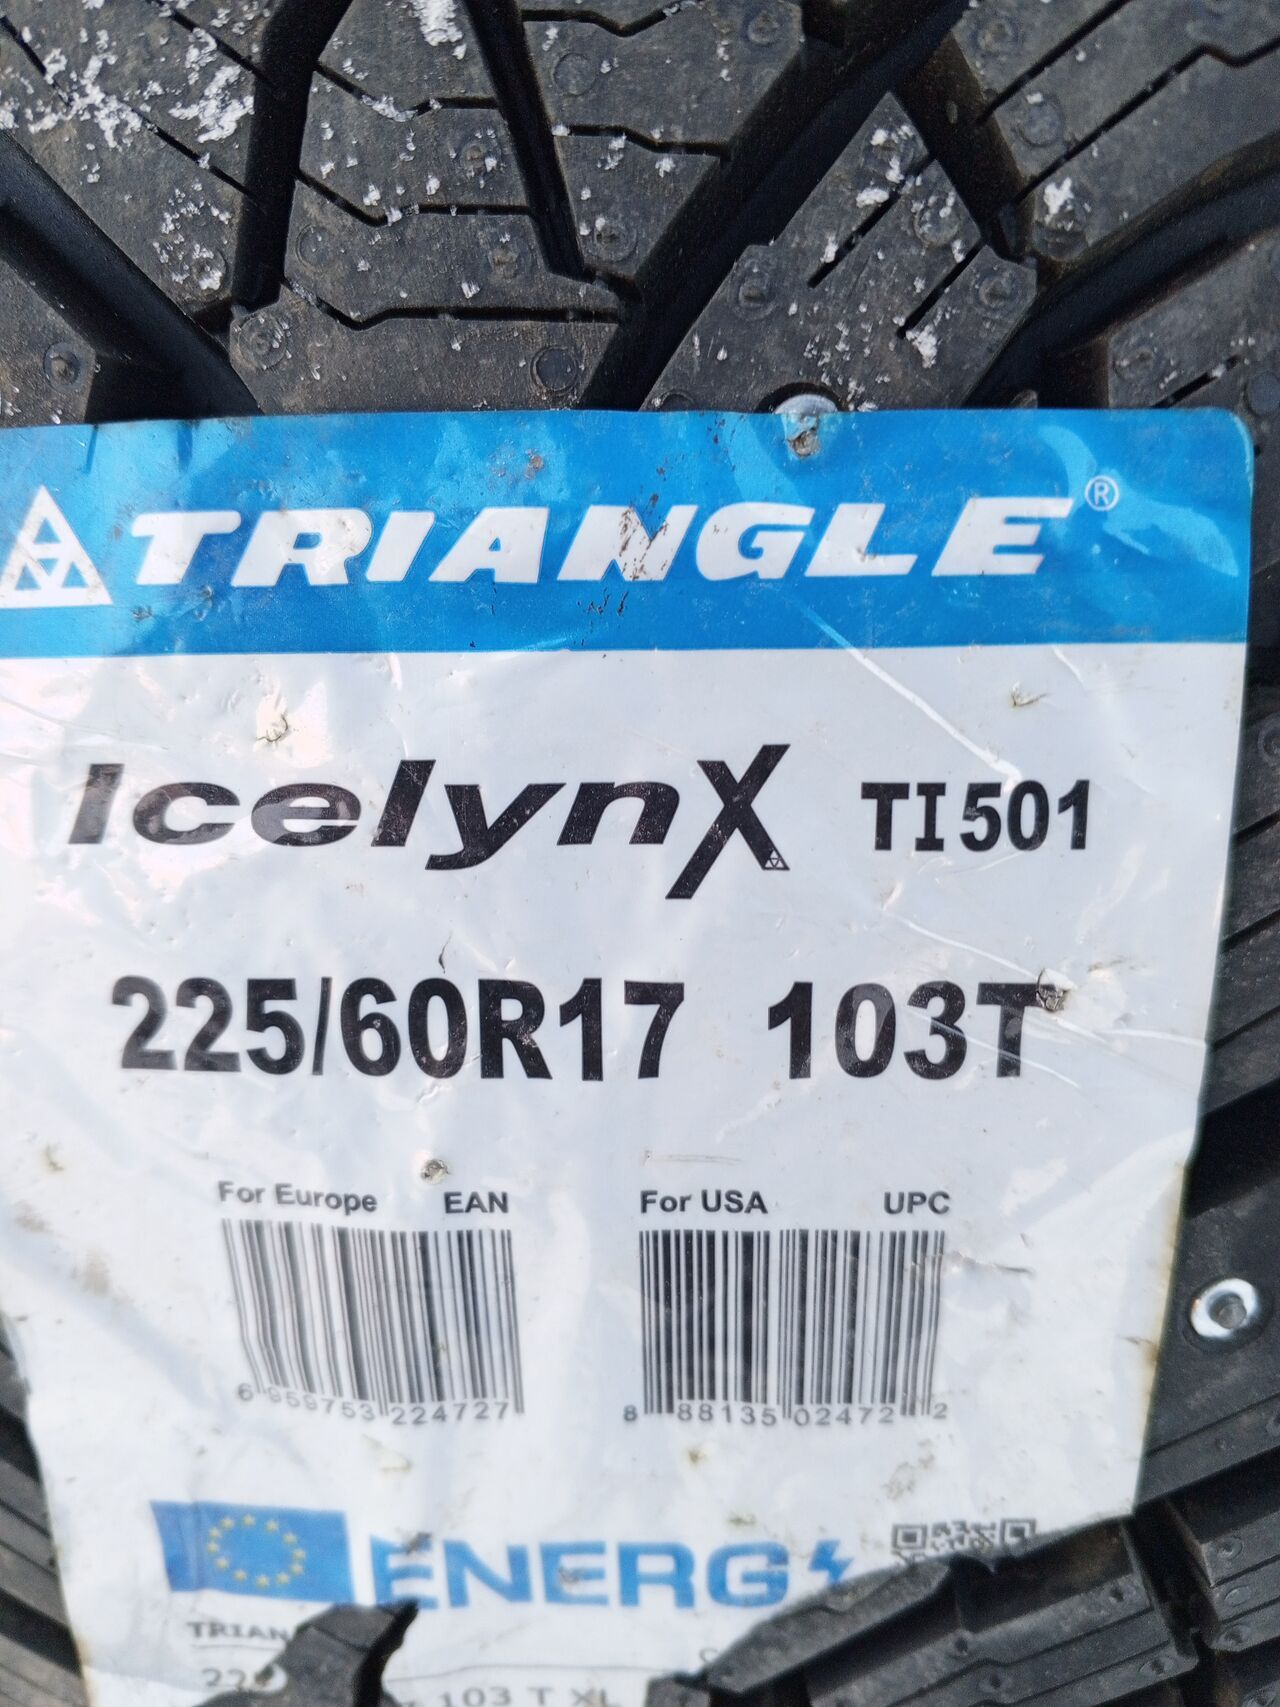 TRIANGLE®
IcelynX TI501
225/60R17 103T
For Europe EAN For USA UPC
6 959753 224727 8 88135 02472 2
ENERG
TRIAN
103 T XL